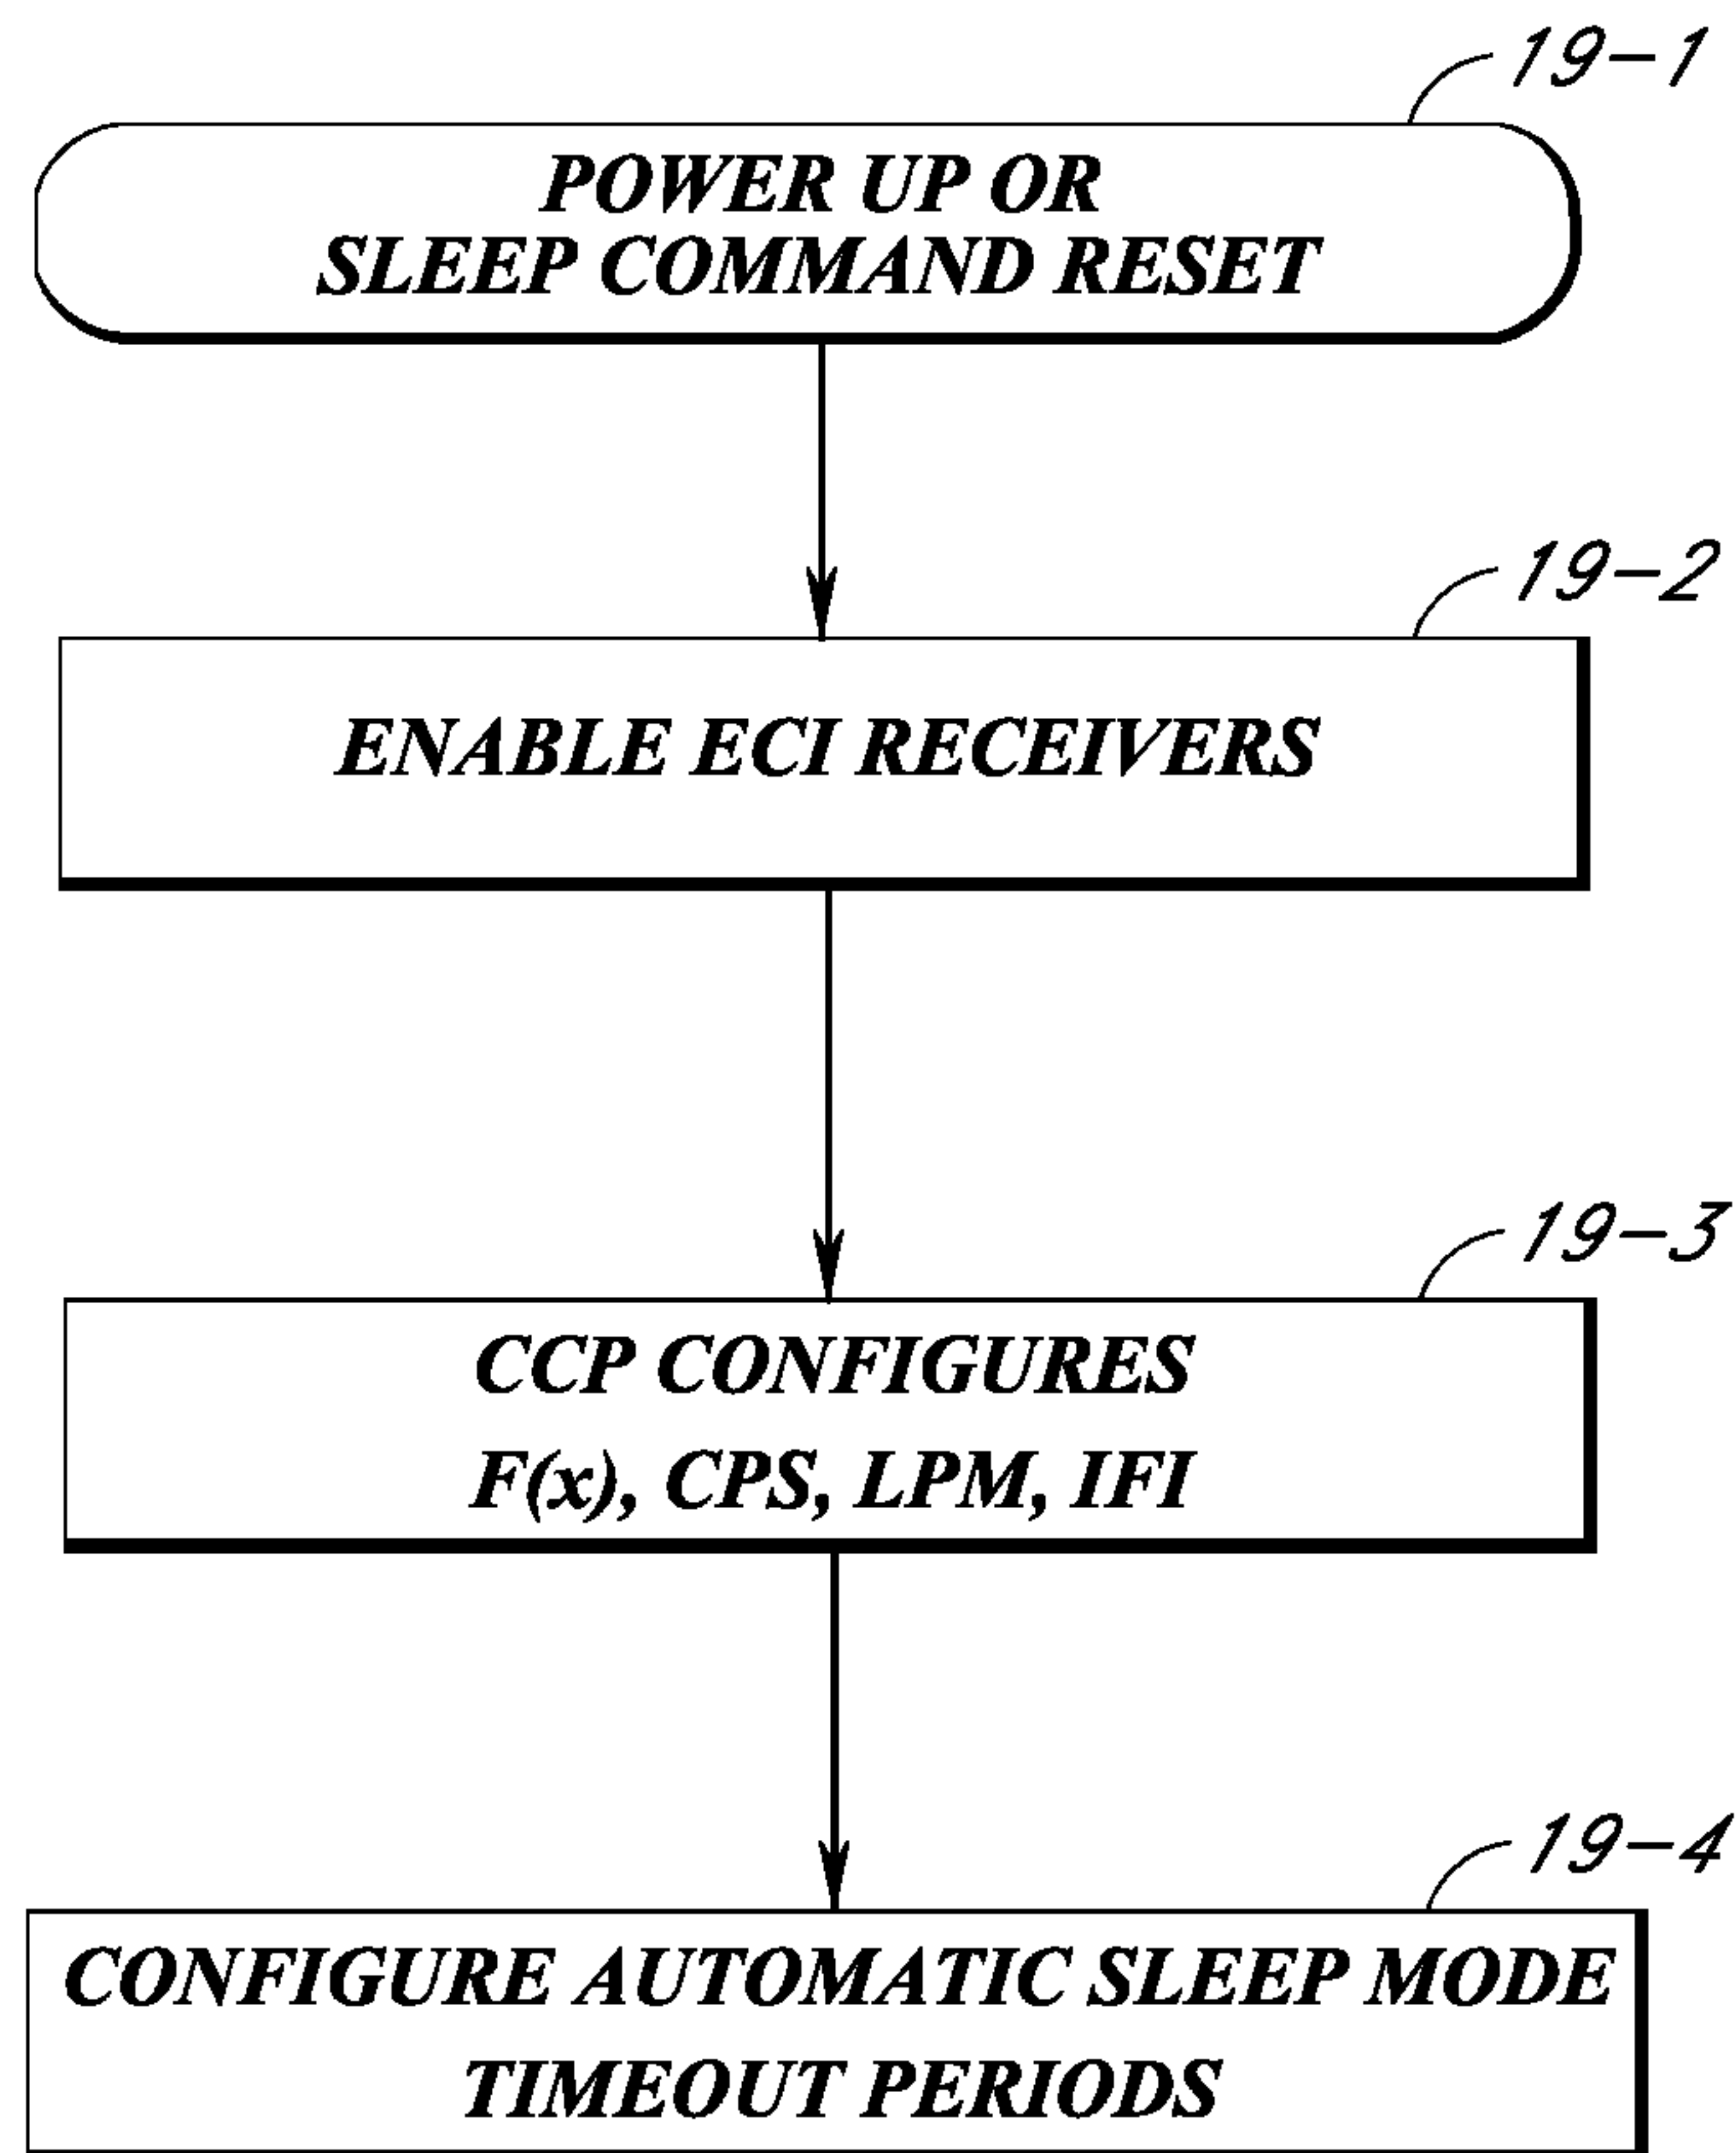 19-1
POWER UP OR
SLEEP COMMAND RESET
19-2
ENABLE ECI RECEIVERS
19-3
CCP CONFIGURES
F(x), CPS, LPM, IFI
19-4
CONFIGURE AUTOMATIC SLEEP MODE
TIMEOUT PERIODS